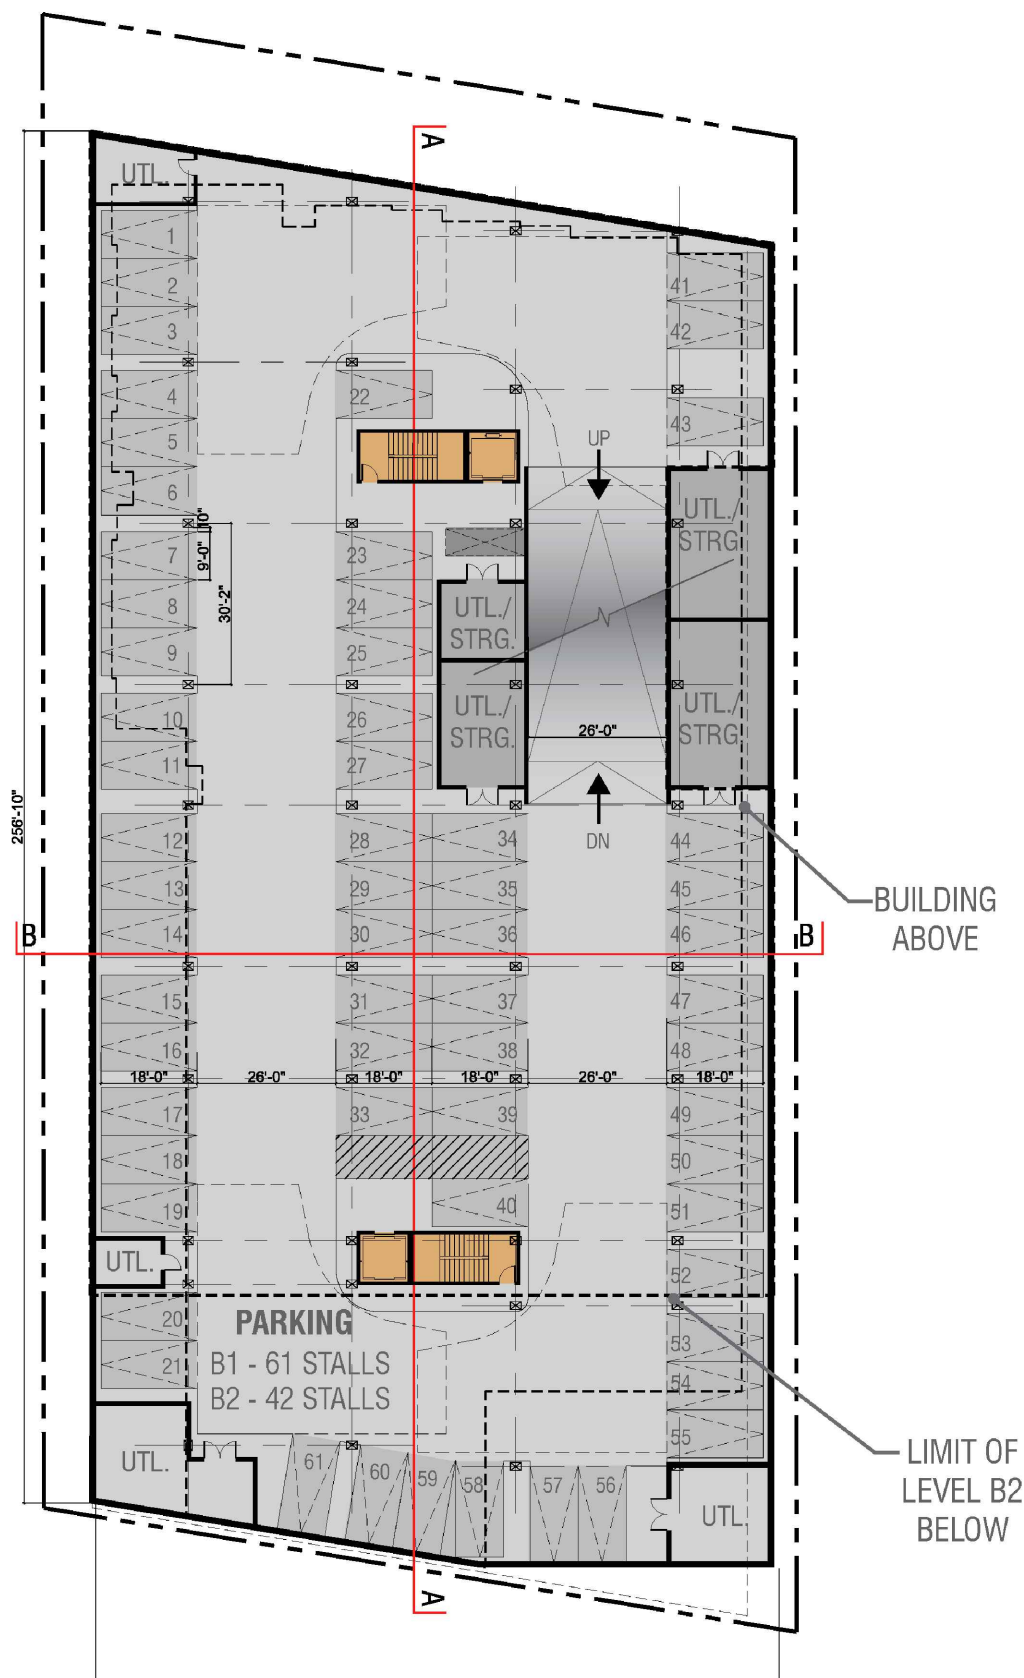 A
UTL.
1
2
3
4
5
6
7
8
9
10
11
12
13
14
15
16
17
18
19
20
21
22
23
24
25
26
27
28
29
30
31
32
33
34
35
36
37
38
39
40
41
42
43
44
45
46
47
48
49
50
51
52
53
54
55
56
57
58
59
60
61
UP
DN
10"
9'-0"
30'-2"
256'-10"
26'-0"
UTL./
STRG.
UTL./
STRG.
UTL./
STRG.
UTL./
STRG.
B
B
BUILDING
ABOVE
18'-0"
26'-0"
18'-0"
18'-0"
26'-0"
18'-0"
UTL.
PARKING
B1 - 61 STALLS
B2 - 42 STALLS
UTL.
UTL.
LIMIT OF
LEVEL B2
BELOW
A